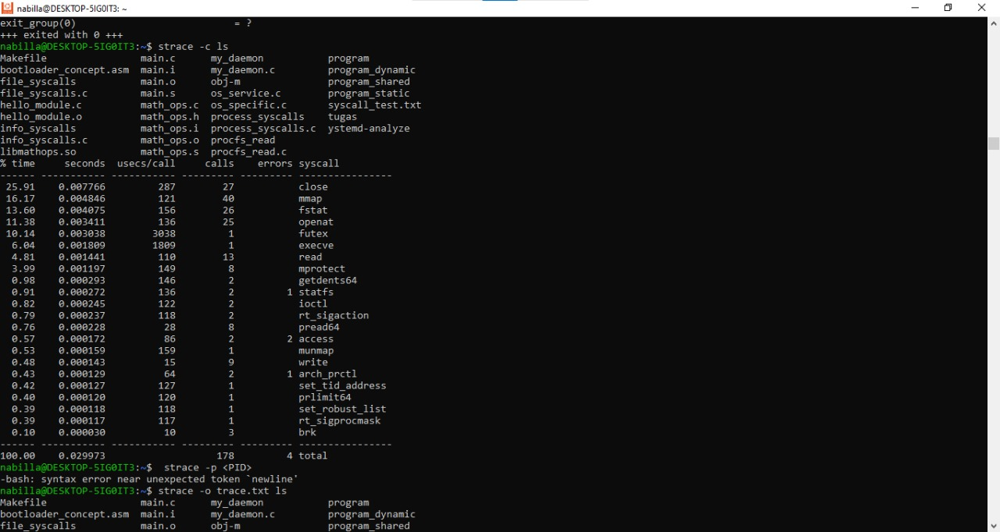 nabilla@DESKTOP-5IG0IT3: ~
exit_group(0)                           = ?
+++ exited with 0 +++
nabilla@DESKTOP-5IG0IT3:~$ strace -c ls
Makefile                main.c      my_daemon           program
bootloader_concept.asm  main.i      my_daemon.c         program_dynamic
file_syscalls           main.o      obj-m               program_shared
file_syscalls.c         main.s      os_service.c        program_static
hello_module.c          math_ops.c  os_specific.c       syscall_test.txt
hello_module.o          math_ops.h  process_syscalls    tugas
info_syscalls           math_ops.i  process_syscalls.c  ystemd-analyze
info_syscalls.c         math_ops.o  procfs_read
libmathops.so           math_ops.s  procfs_read.c
% time     seconds  usecs/call     calls    errors syscall
------ ----------- ----------- --------- --------- ----------------
 25.91    0.007766         287        27           close
 16.17    0.004846         121        40           mmap
 13.60    0.004075         156        26           fstat
 11.38    0.003411         136        25           openat
 10.14    0.003038        3038         1           futex
  6.04    0.001809        1809         1           execve
  4.81    0.001441         110        13           read
  3.99    0.001197         149         8           mprotect
  0.98    0.000293         146         2           getdents64
  0.91    0.000272         136         2         1 statfs
  0.82    0.000245         122         2           ioctl
  0.79    0.000237         118         2           rt_sigaction
  0.76    0.000228          28         8           pread64
  0.57    0.000172          86         2         2 access
  0.53    0.000159         159         1           munmap
  0.48    0.000143          15         9           write
  0.43    0.000129          64         2         1 arch_prctl
  0.42    0.000127         127         1           set_tid_address
  0.40    0.000120         120         1           prlimit64
  0.39    0.000118         118         1           set_robust_list
  0.39    0.000117         117         1           rt_sigprocmask
  0.10    0.000030          10         3           brk
------ ----------- ----------- --------- --------- ----------------
100.00    0.029973                   178         4 total
nabilla@DESKTOP-5IG0IT3:~$  strace -p <PID>
-bash: syntax error near unexpected token `newline'
nabilla@DESKTOP-5IG0IT3:~$ strace -o trace.txt ls
Makefile                main.c      my_daemon           program
bootloader_concept.asm  main.i      my_daemon.c         program_dynamic
file_syscalls           main.o      obj-m               program_shared